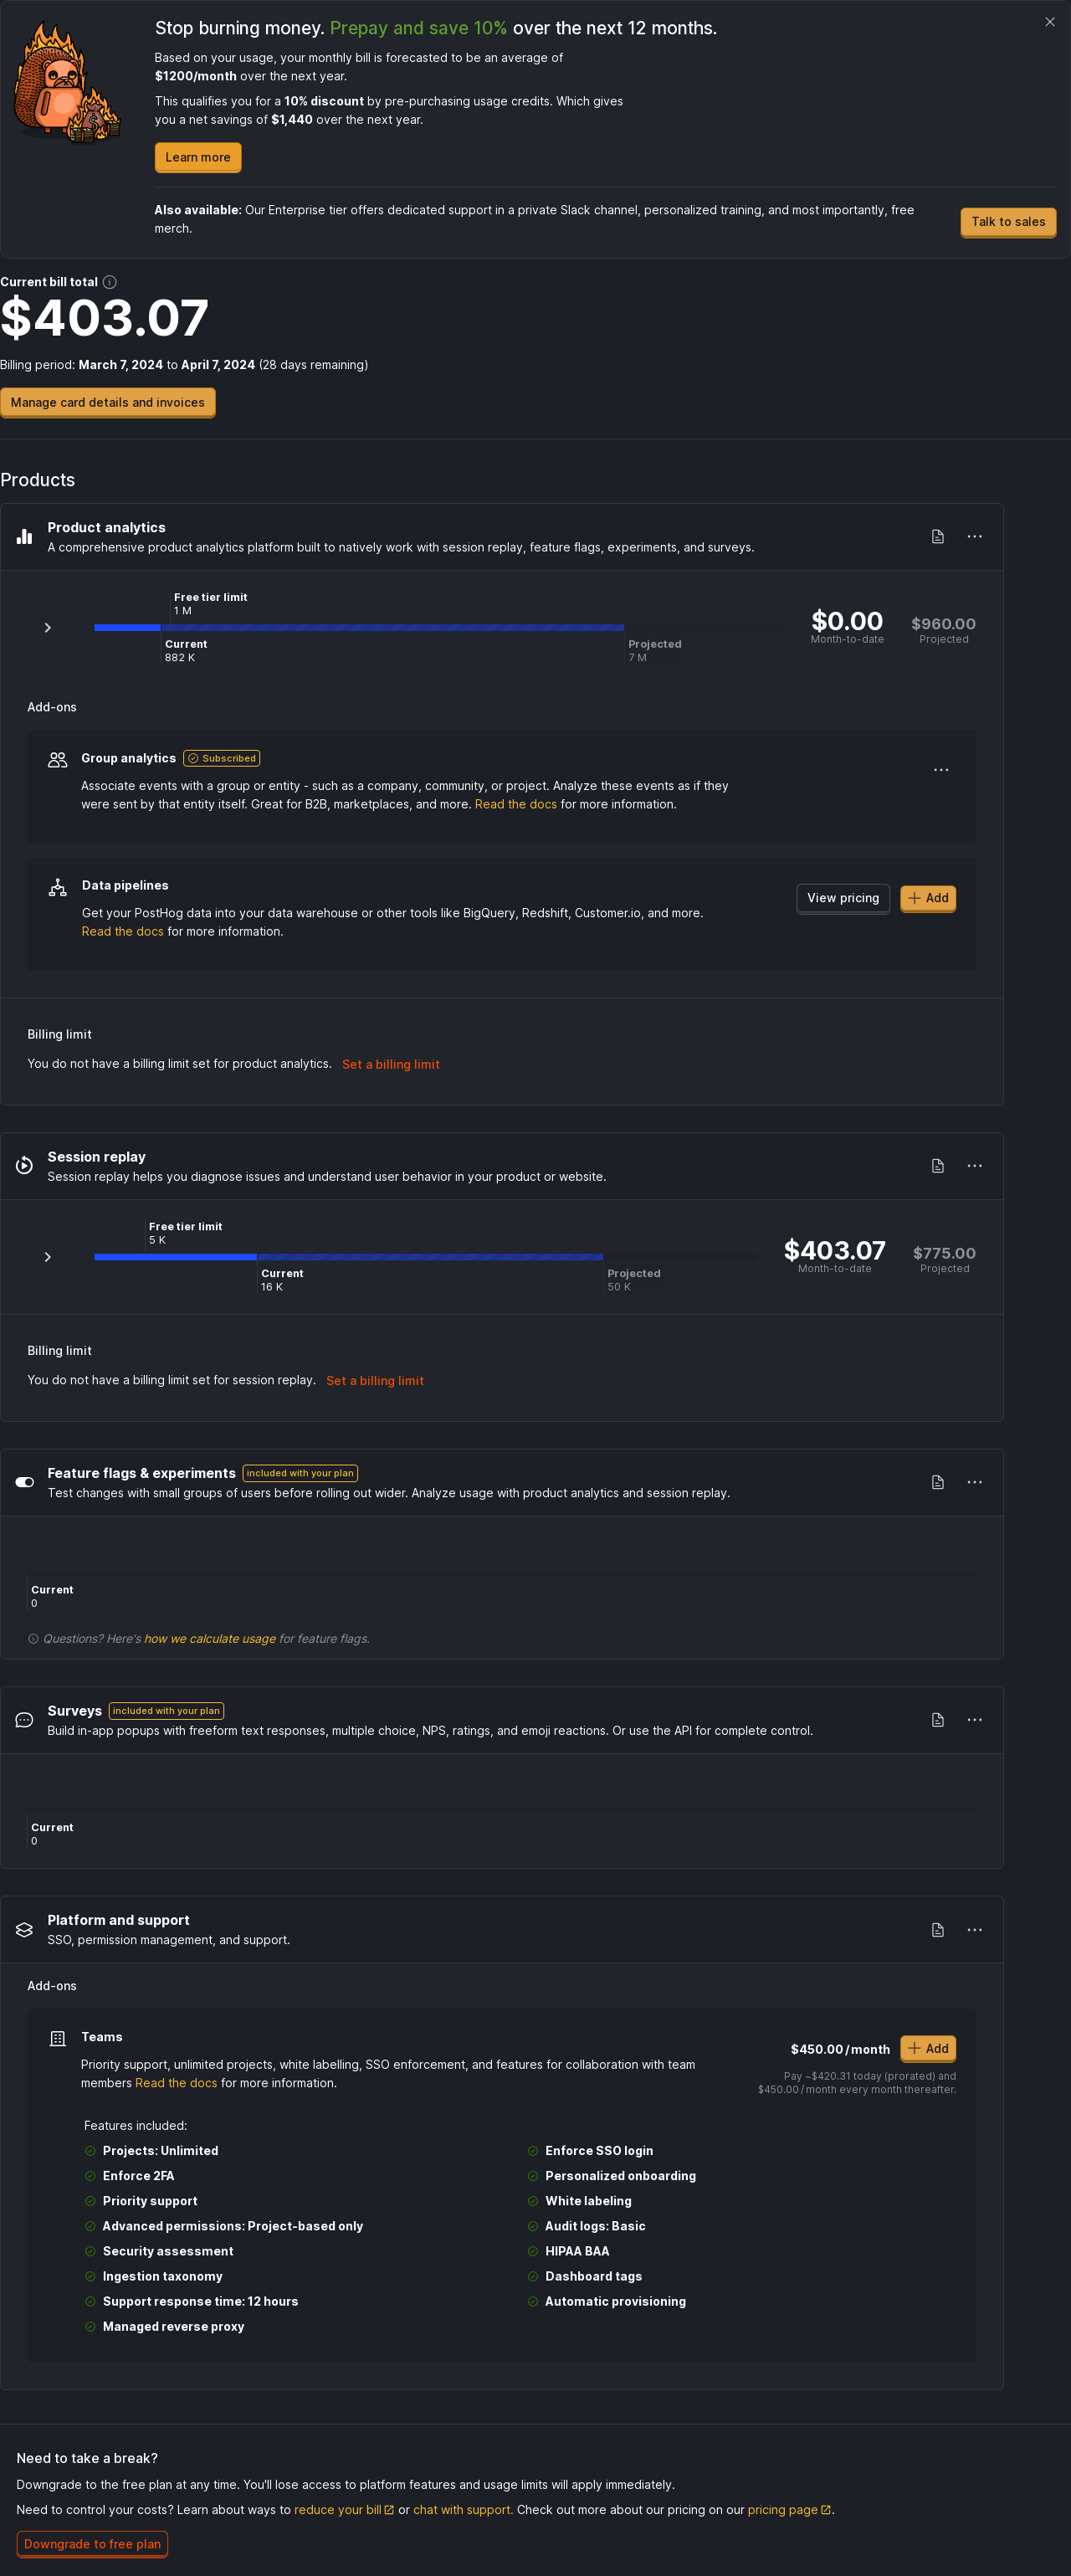 Stop burning money. Prepay and save 10% over the next 12 months.
Based on your usage, your monthly bill is forecasted to be an average of
$1200/month over the next year.
This qualifies you for a 10% discount by pre-purchasing usage credits. Which gives
you a net savings of $1,440 over the next year.
Learn more
Also available: Our Enterprise tier offers dedicated support in a private Slack channel, personalized training, and most importantly, free
merch.
Talk to sales
Current bill total
$403.07
Billing period: March 7, 2024 to April 7, 2024 (28 days remaining)
Manage card details and invoices
Products
Product analytics
A comprehensive product analytics platform built to natively work with session replay, feature flags, experiments, and surveys.
Free tier limit
1 M
Current
882 K
Projected
7 M
$0.00
Month-to-date
$960.00
Projected
Add-ons
Group analytics Subscribed
Associate events with a group or entity - such as a company, community, or project. Analyze these events as if they
were sent by that entity itself. Great for B2B, marketplaces, and more. Read the docs for more information.
Data pipelines
Get your PostHog data into your data warehouse or other tools like BigQuery, Redshift, Customer.io, and more.
Read the docs for more information.
View pricing
Add
Billing limit
You do not have a billing limit set for product analytics. Set a billing limit
Session replay
Session replay helps you diagnose issues and understand user behavior in your product or website.
Free tier limit
5 K
Current
16 K
Projected
50 K
$403.07
Month-to-date
$775.00
Projected
Billing limit
You do not have a billing limit set for session replay. Set a billing limit
Feature flags & experiments included with your plan
Test changes with small groups of users before rolling out wider. Analyze usage with product analytics and session replay.
Current
0
Questions? Here's how we calculate usage for feature flags.
Surveys included with your plan
Build in-app popups with freeform text responses, multiple choice, NPS, ratings, and emoji reactions. Or use the API for complete control.
Current
0
Platform and support
SSO, permission management, and support.
Add-ons
Teams
Priority support, unlimited projects, white labelling, SSO enforcement, and features for collaboration with team
members Read the docs for more information.
$450.00/month
Add
Pay ~$420.31 today (prorated) and
$450.00/month every month thereafter.
Features included:
Projects: Unlimited
Enforce SSO login
Enforce 2FA
Personalized onboarding
Priority support
White labeling
Advanced permissions: Project-based only
Audit logs: Basic
Security assessment
HIPAA BAA
Ingestion taxonomy
Dashboard tags
Support response time: 12 hours
Automatic provisioning
Managed reverse proxy
Need to take a break?
Downgrade to the free plan at any time. You'll lose access to platform features and usage limits will apply immediately.
Need to control your costs? Learn about ways to reduce your bill or chat with support. Check out more about our pricing on our pricing page.
Downgrade to free plan